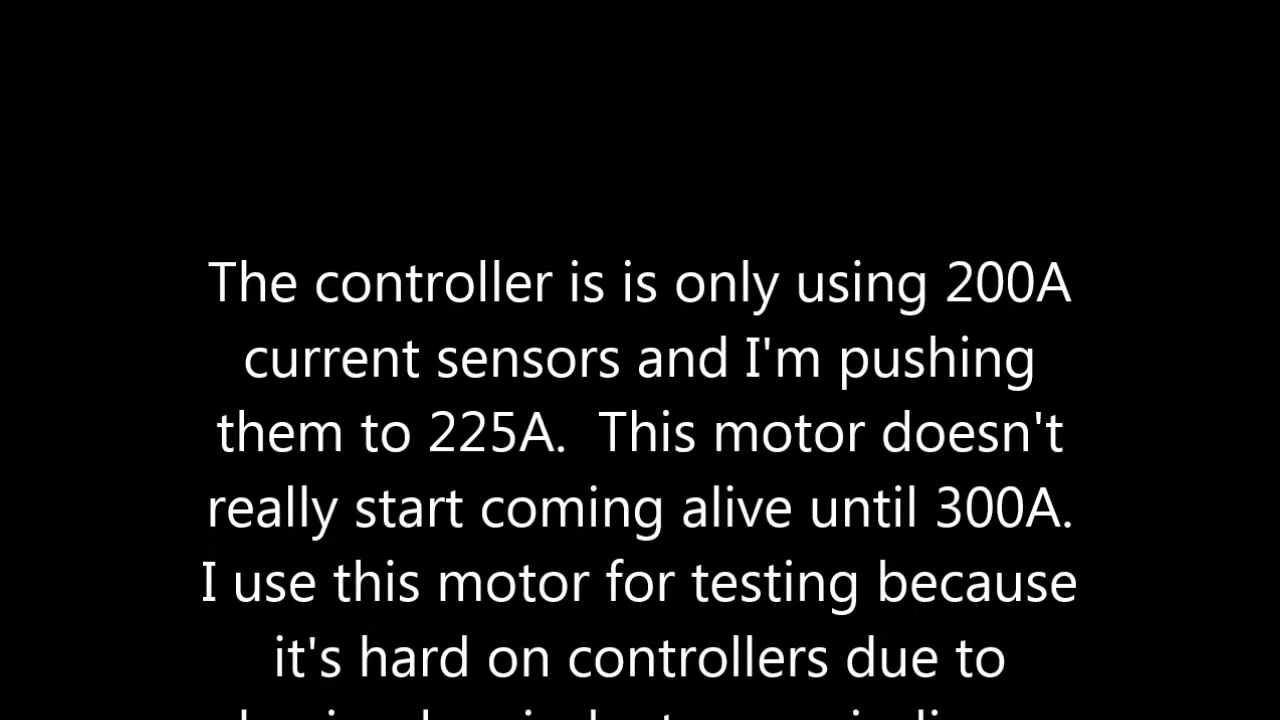 The controller is is only using 200A
current sensors and I'm pushing
them to 225A.  This motor doesn't
really start coming alive until 300A.
I use this motor for testing because
it's hard on controllers due to